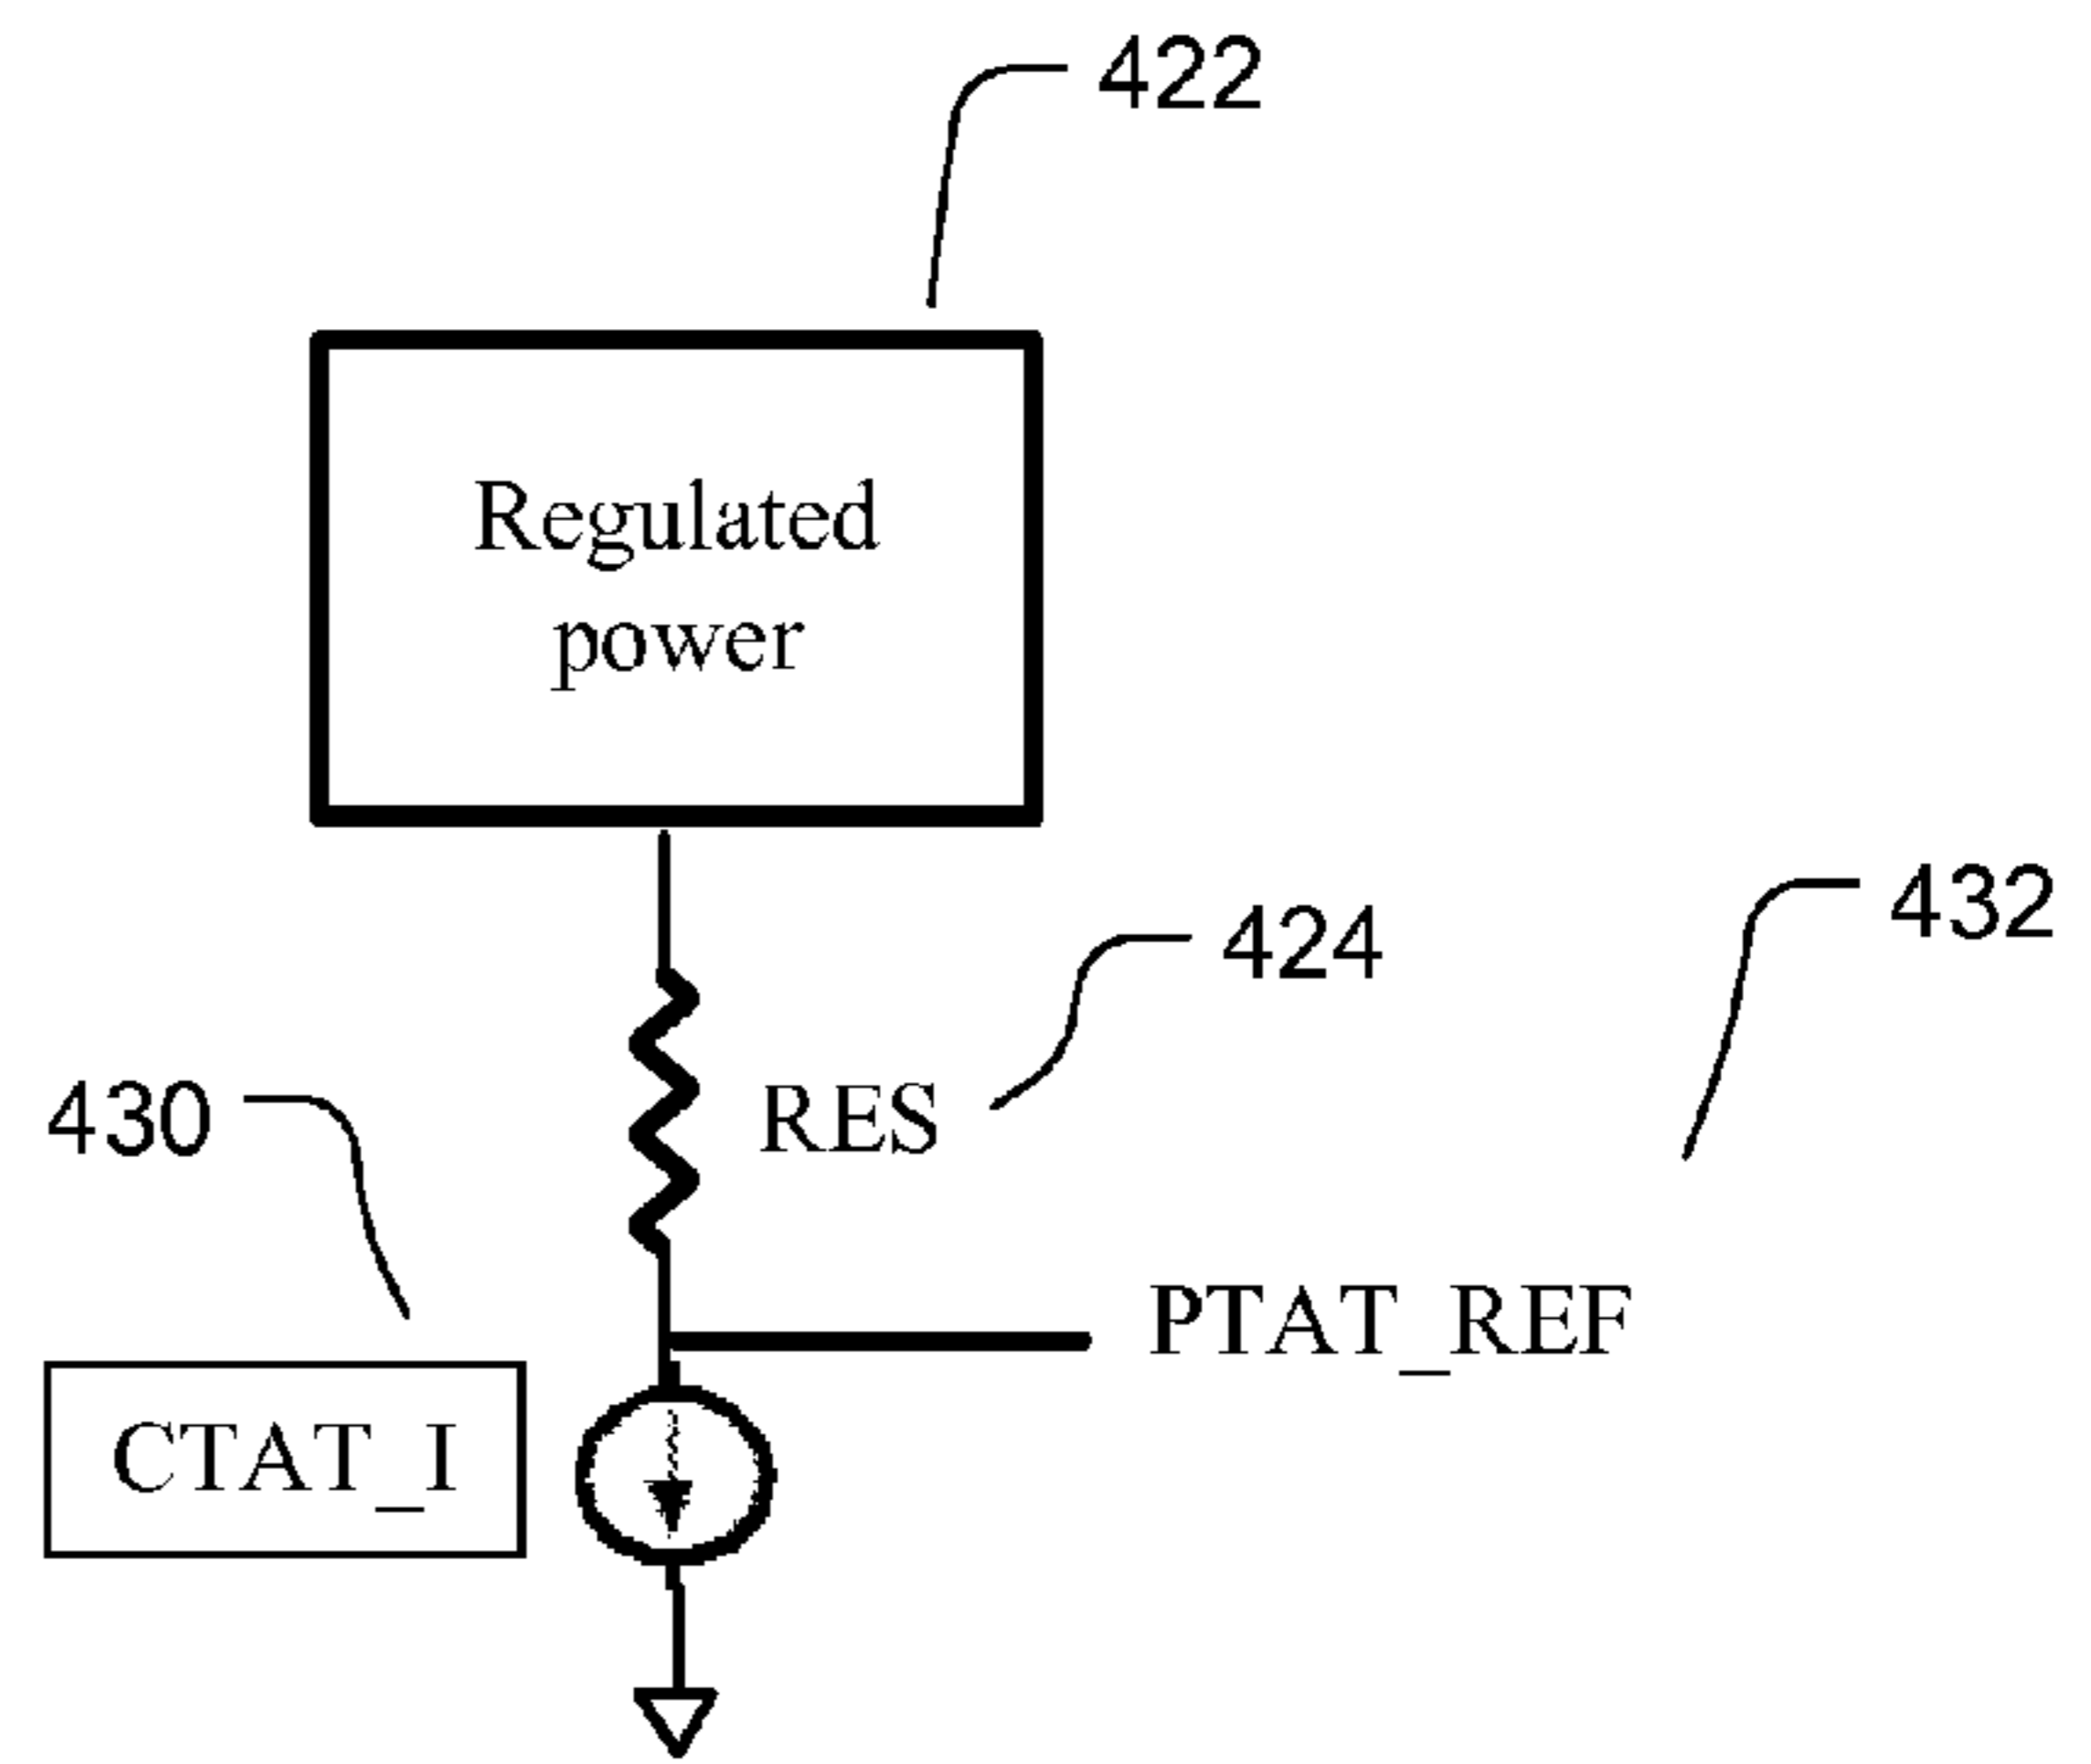 422
Regulated
power
432
424
430
RES
PTAT_REF
CTAT_I